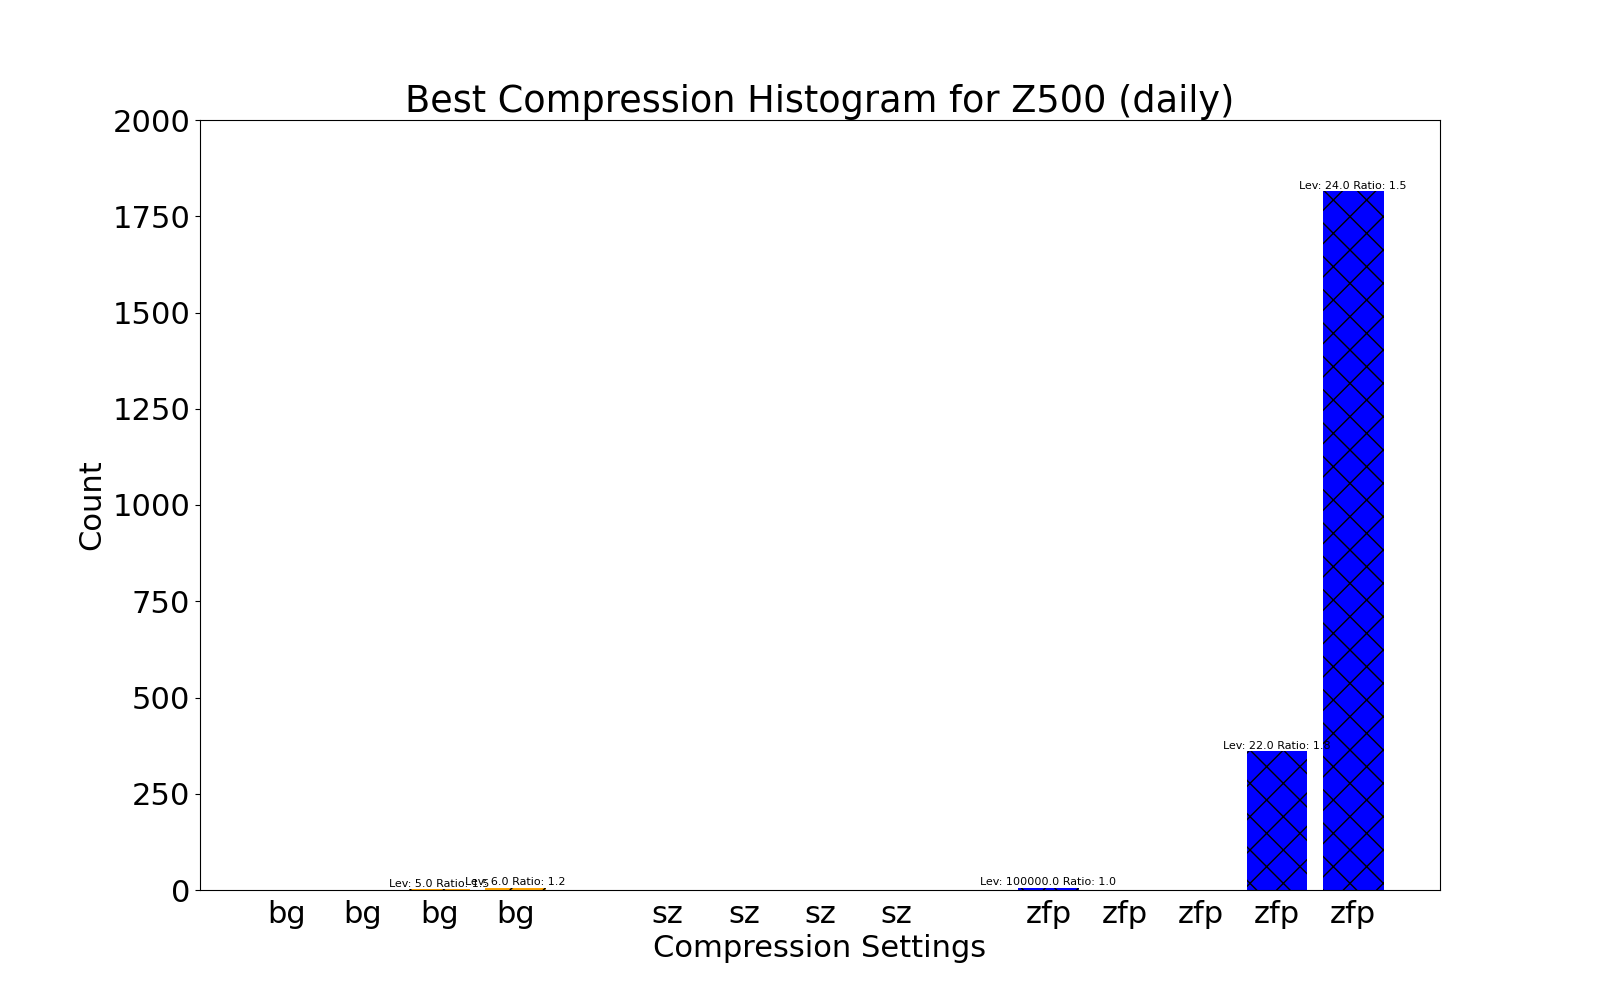 Best Compression Histogram for Z500 (daily)
2000
1750
1500
1250
1000
750
500
250
0
Count
Lev: 24.0 Ratio: 1.5
Lev: 22.0 Ratio: 1.
Lev: 5.0 Ratio: 1.5
Lev: 6.0 Ratio: 1.2
Lev: 100000.0 Ratio: 1.0
bg bg bg bg sz sz sz sz zfp zfp zfp zfp zfp
Compression Settings